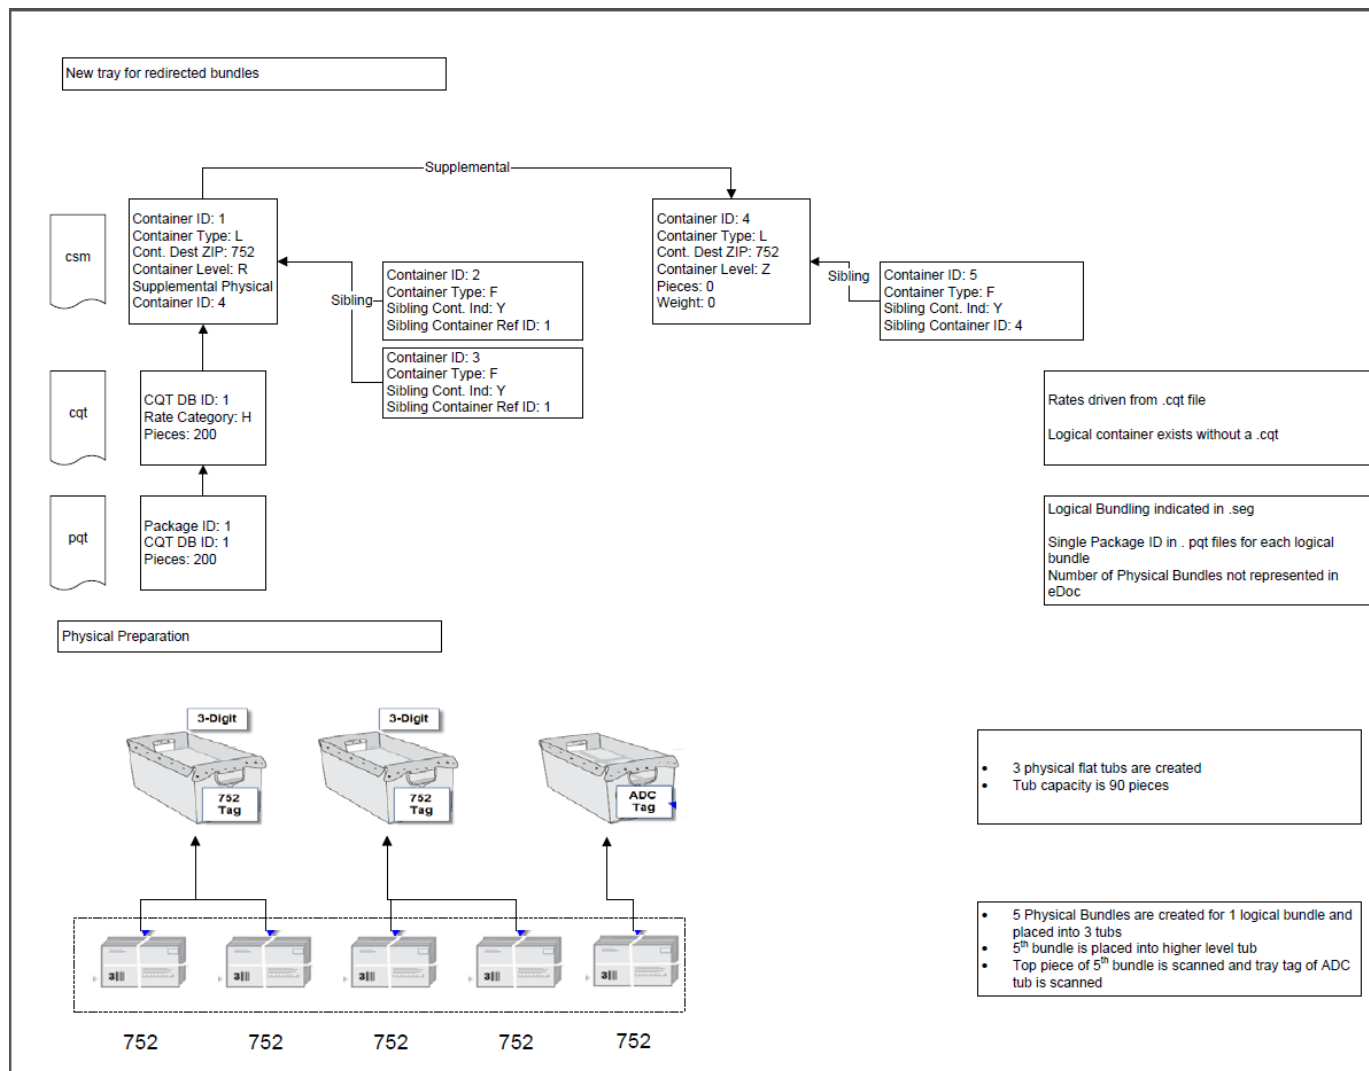 New tray for redirected bundles
Supplemental
csm
Container ID: 1
Container Type: L
Cont. Dest ZIP: 752
Container Level: R
Supplemental Physical
Container ID: 4
Sibling
Container ID: 2
Container Type: F
Sibling Cont. Ind: Y
Sibling Container Ref ID: 1
Container ID: 3
Container Type: F
Sibling Cont. Ind: Y
Sibling Container Ref ID: 1
Container ID: 4
Container Type: L
Cont. Dest ZIP: 752
Container Level: Z
Pieces: 0
Weight: 0
Sibling
Container ID: 5
Container Type: F
Sibling Cont. Ind: Y
Sibling Container ID: 4
cqt
CQT DB ID: 1
Rate Category: H
Pieces: 200
Rates driven from .cqt file
Logical container exists without a .cqt
pqt
Package ID: 1
CQT DB ID: 1
Pieces: 200
Logical Bundling indicated in .seg
Single Package ID in . pqt files for each logical
bundle
Number of Physical Bundles not represented in
eDoc
Physical Preparation
3-Digit
752
Tag
3-Digit
752
Tag
ADC
Tag
• 3 physical flat tubs are created
• Tub capacity is 90 pieces
3
3
3
3
3
• 5 Physical Bundles are created for 1 logical bundle and
placed into 3 tubs
• 5th bundle is placed into higher level tub
• Top piece of 5th bundle is scanned and tray tag of ADC
tub is scanned
752
752
752
752
752